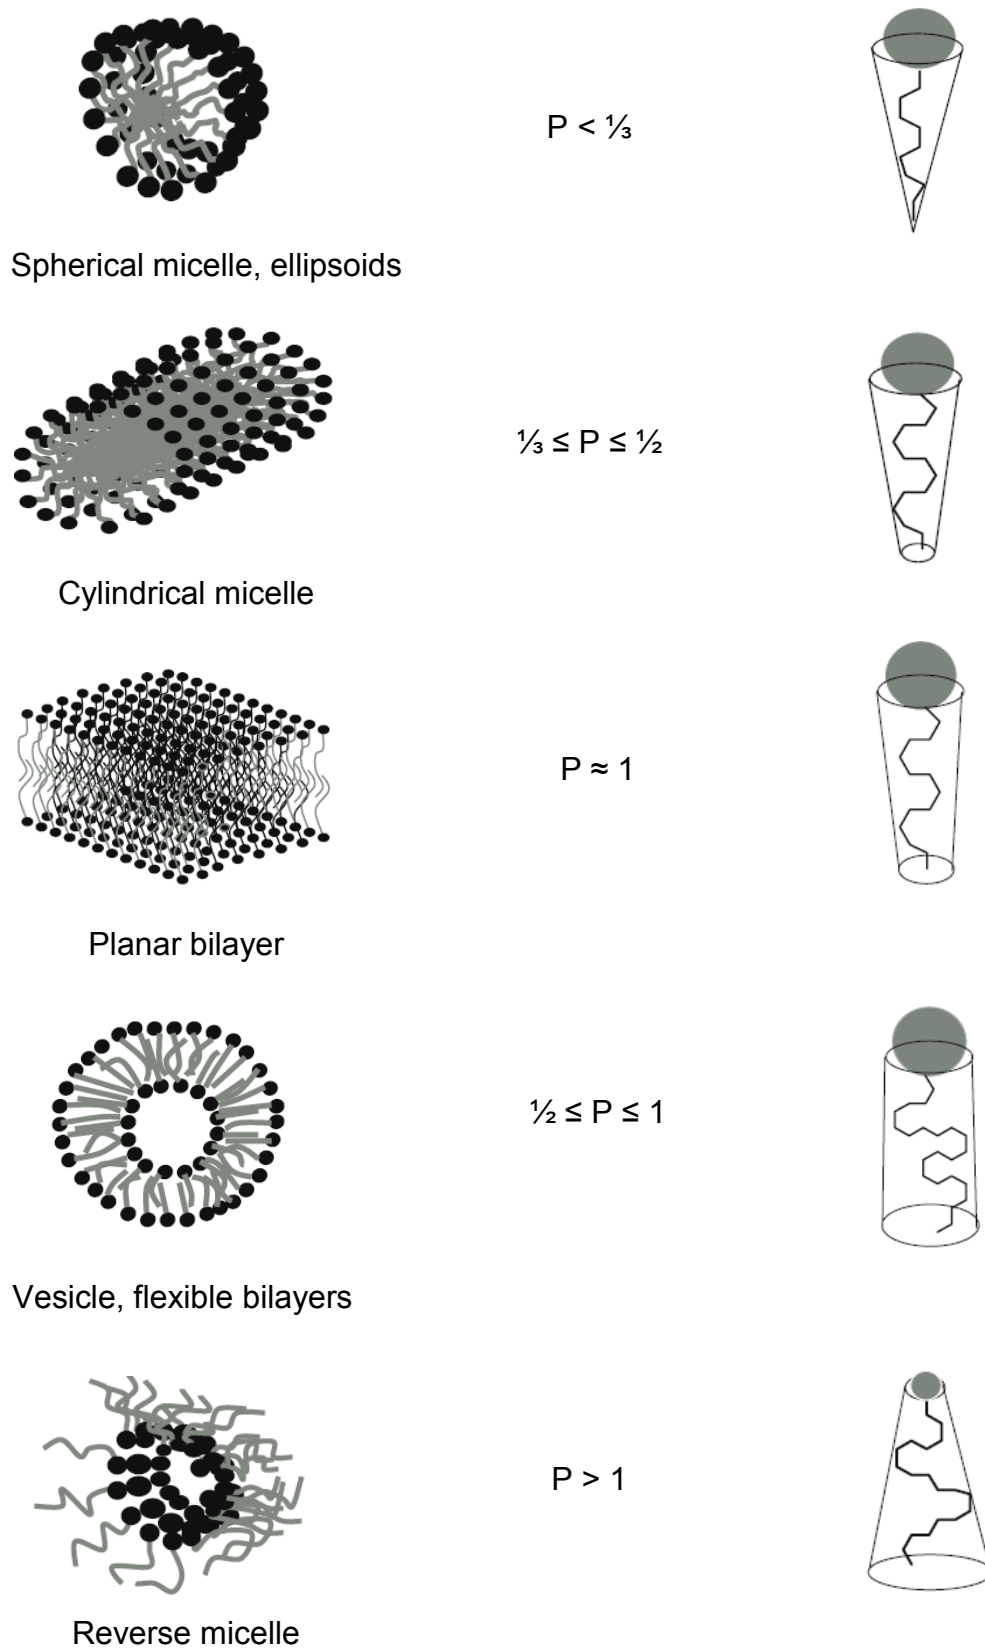 P < ⅓
Spherical micelle, ellipsoids
⅓ ≤ P ≤ ½
Cylindrical micelle
P ≈ 1
Planar bilayer
½ ≤ P ≤ 1
Vesicle, flexible bilayers
P > 1
Reverse micelle